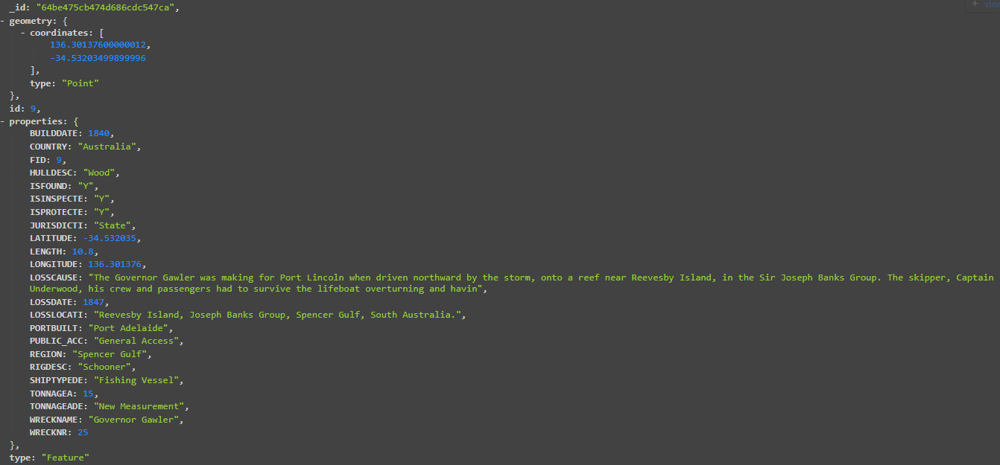 _id: "64be475cb474d686cdc547ca",
- geometry: {
- coordinates: [
136.30137600000012,
-34.53203499899996
],
type: "Point"
},
id: 9,
- properties: {
BUILDDATE: 1840,
COUNTRY: "Australia",
FID: 9,
HULLDESC: "Wood",
ISFOUND: "Y",
ISINSPECTE: "Y",
ISPROTECTE: "Y",
JURISDICTI: "State",
LATITUDE: -34.532035,
LENGTH: 10.8,
LONGITUDE: 136.301376,
LOSSCAUSE: "The Governor Gawler was making for Port Lincoln when driven northward by the storm, onto a reef near Reevesby Island, in the Sir Joseph Banks Group. The skipper, Captain
Underwood, his crew and passengers had to survive the lifeboat overturning and havin",
LOSSDATE: 1847,
LOSSLOCATI: "Reevesby Island, Joseph Banks Group, Spencer Gulf, South Australia.",
PORTBUILT: "Port Adelaide",
PUBLIC_ACC: "General Access",
REGION: "Spencer Gulf",
RIGDESC: "Schooner",
SHIPTYPEDE: "Fishing Vessel",
TONNAGEA: 15,
TONNAGEADE: "New Measurement",
WRECKNAME: "Governor Gawler",
WRECKNR: 25
},
type: "Feature"